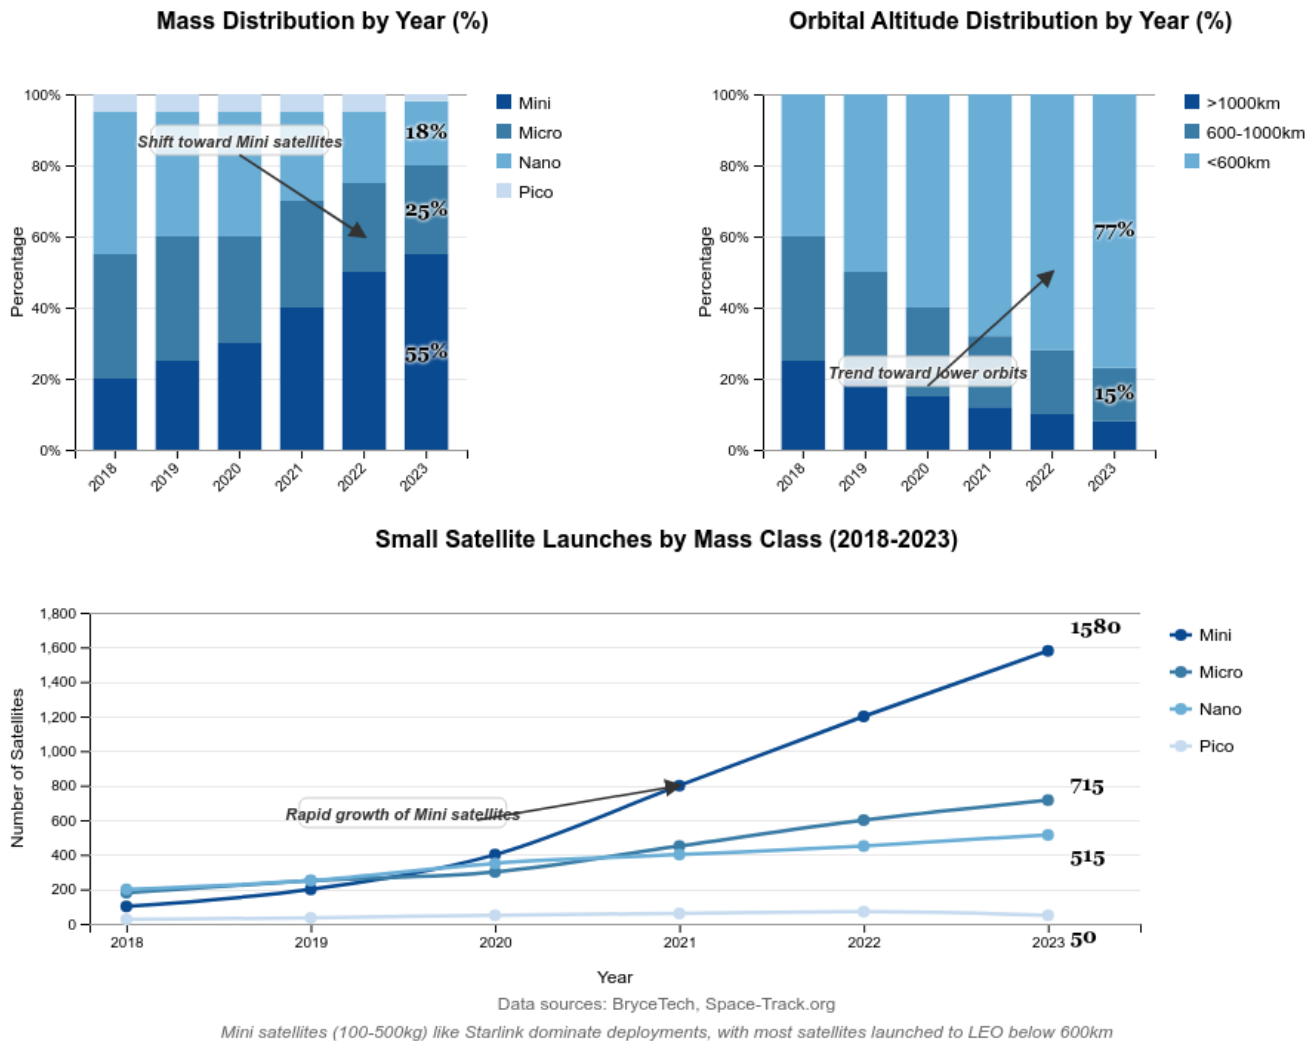 Mass Distribution by Year (%)
Orbital Altitude Distribution by Year (%)
Percentage
100%
80%
60%
40%
20%
0%
2018
2019
2020
2021
2022
2023
Shift toward Mini satellites
18%
25%
55%
Mini
Micro
Nano
Pico
Percentage
100%
80%
60%
40%
20%
0%
2018
2019
2020
2021
2022
2023
Trend toward lower orbits
77%
15%
>1000km
600-1000km
<600km
Small Satellite Launches by Mass Class (2018-2023)
Number of Satellites
1,800
1,600
1,400
1,200
1,000
800
600
400
200
0
2018
2019
2020
2021
2022
2023
Rapid growth of Mini satellites
1580
715
515
50
Mini
Micro
Nano
Pico
Year
Data sources: BryceTech, Space-Track.org
Mini satellites (100-500kg) like Starlink dominate deployments, with most satellites launched to LEO below 600km